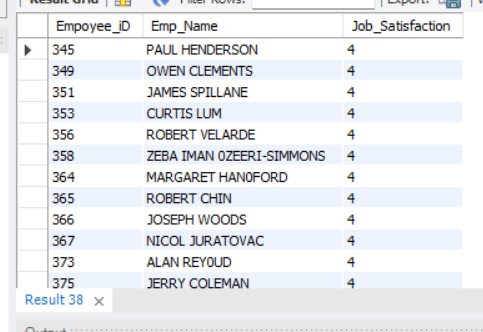 Result Grid Filter Rows: Export:
Empoyee_iD Emp_Name Job_Satisfaction
345 PAUL HENDERSON 4
349 OWEN CLEMENTS 4
351 JAMES SPILLANE 4
353 CURTIS LUM 4
356 ROBERT VELARDE 4
358 ZEBA IMAN 0ZEERI-SIMMONS 4
364 MARGARET HAN0FORD 4
365 ROBERT CHIN 4
366 JOSEPH WOODS 4
367 NICOL JURATOVAC 4
373 ALAN REY0UD 4
375 JERRY COLEMAN 4
Result 38
Output